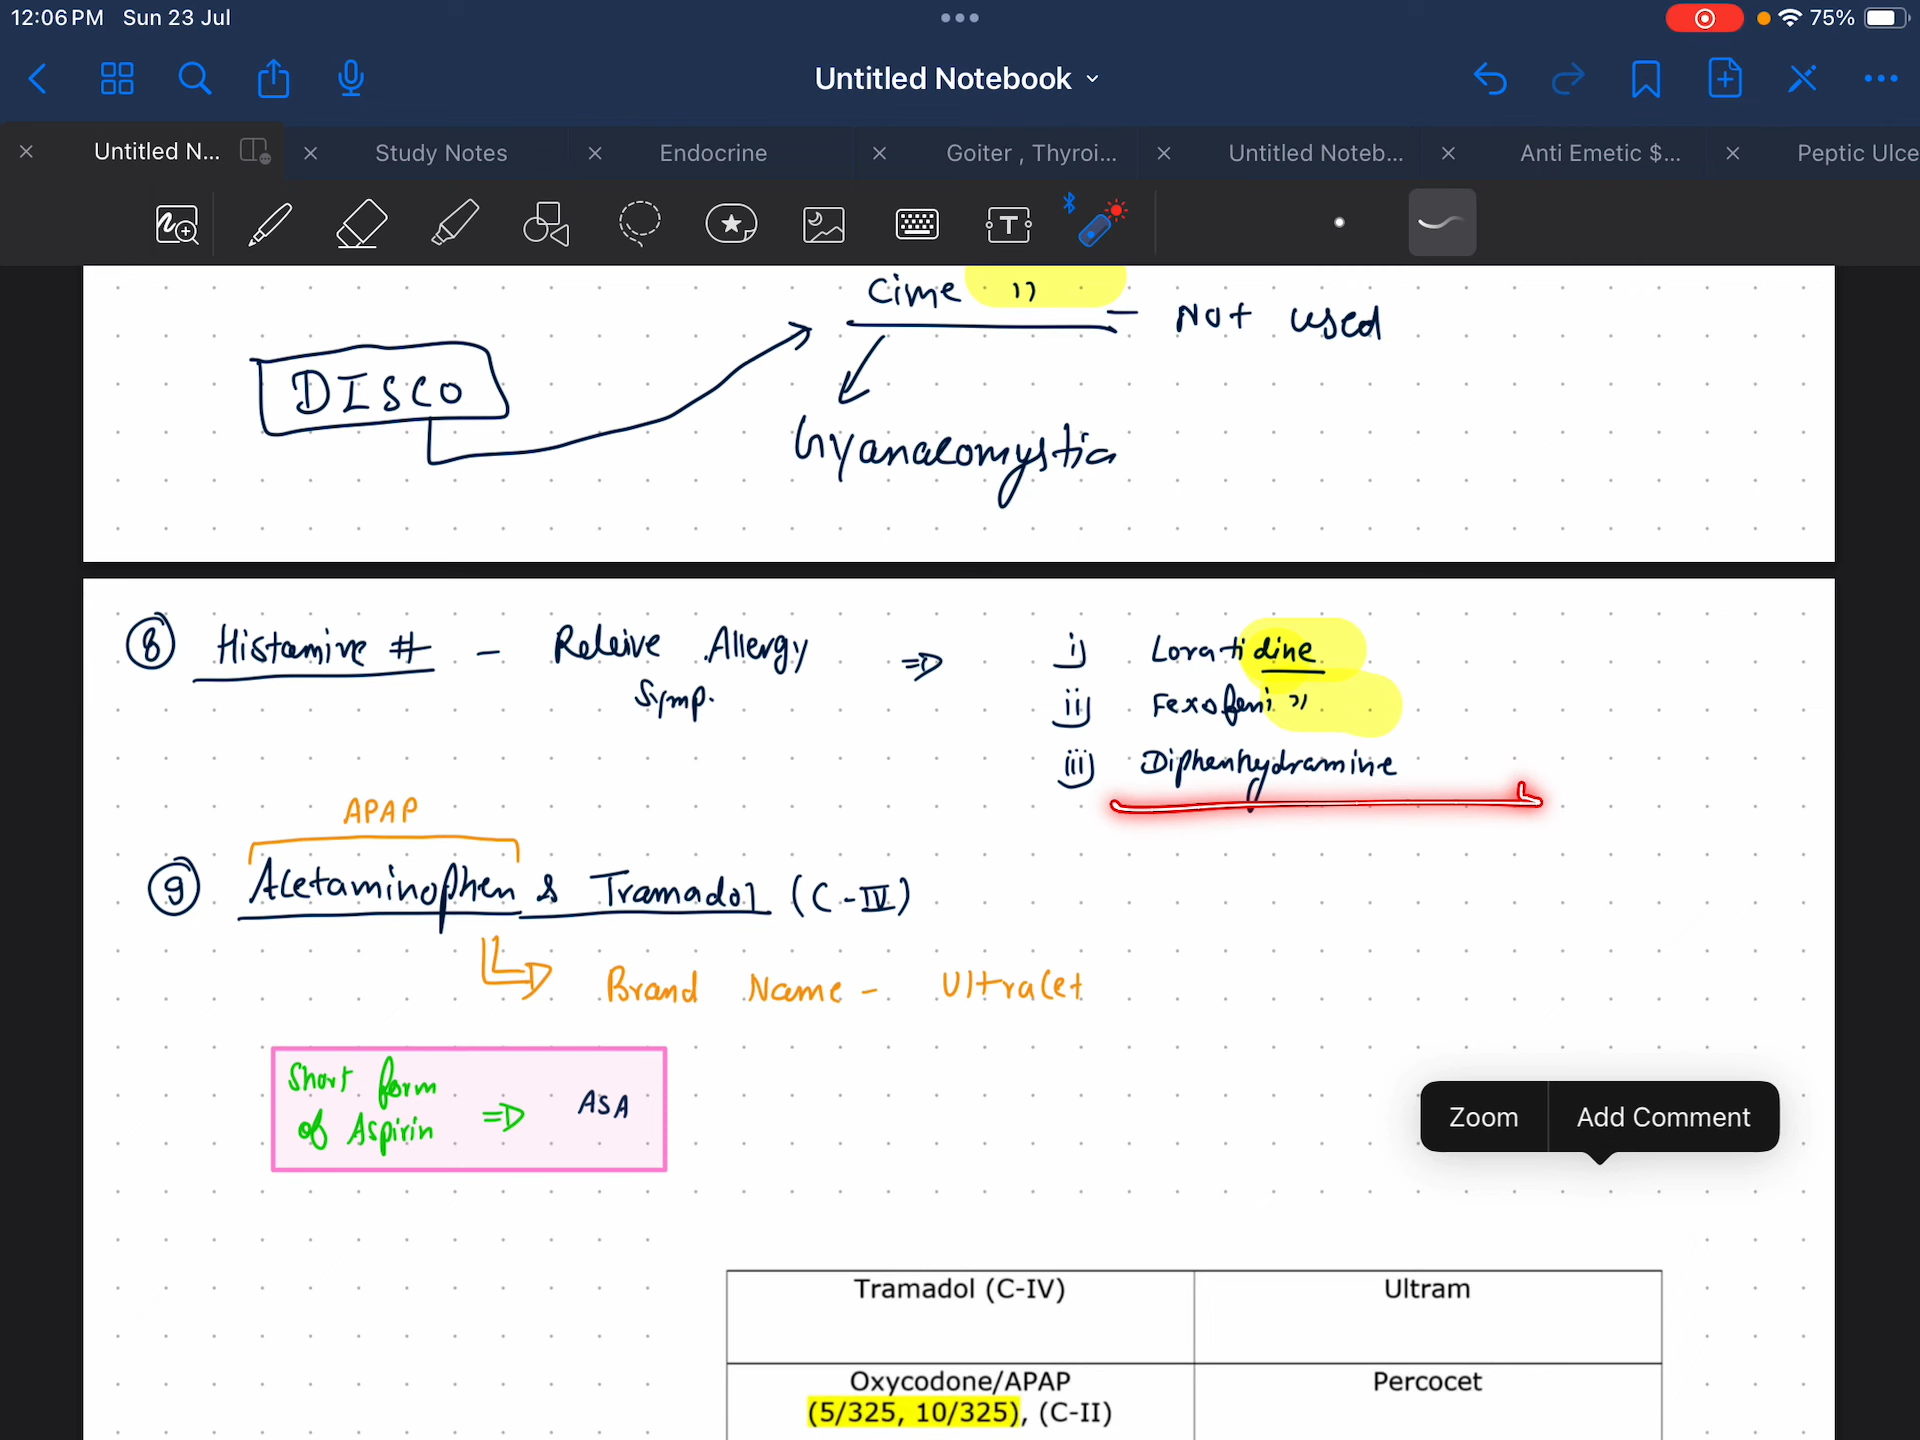 12:06 PM Sun 23 Jul
75%
Untitled Notebook
Untitled N...
Study Notes
Endocrine
Goiter , Thyroi...
Untitled Noteb...
Anti Emetic $...
Peptic Ulce
Cime "
- Not used
DISCO
Gyanacomystia
8 Histamine # - Releive Allergy Symp. ⇒
i) Loratidine
ii) Fexofeni "
iii) Diphenhydramine
APAP
9 Acetaminophen & Tramadol (C-IV)
Brand Name - Ultracet
Short form
of Aspirin ⇒ ASA
Zoom
Add Comment
Tramadol (C-IV) Ultram
Oxycodone/APAP Percocet
(5/325, 10/325), (C-II)